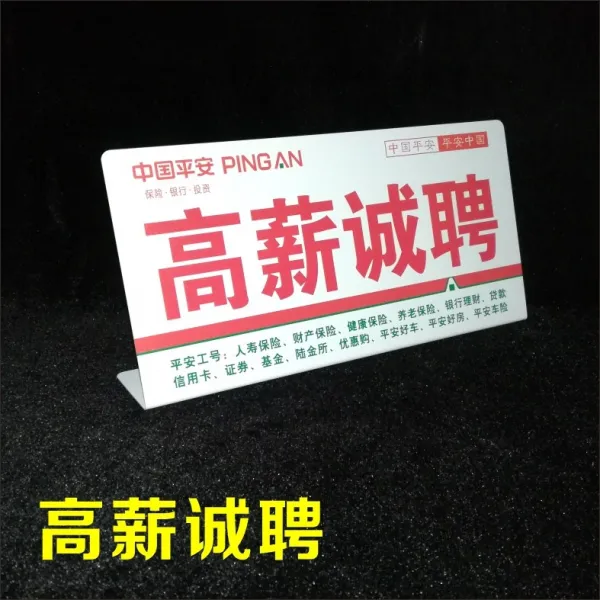 中国平安 PINGAN
中国平安 平安中国
保险·银行·投资
高薪诚聘
平安工号：人寿保险、财产保险、健康保险、养老保险、银行理财、贷款
信用卡、证券、基金、陆金所、优惠购、平安好车、平安好房、平安车险
高薪诚聘